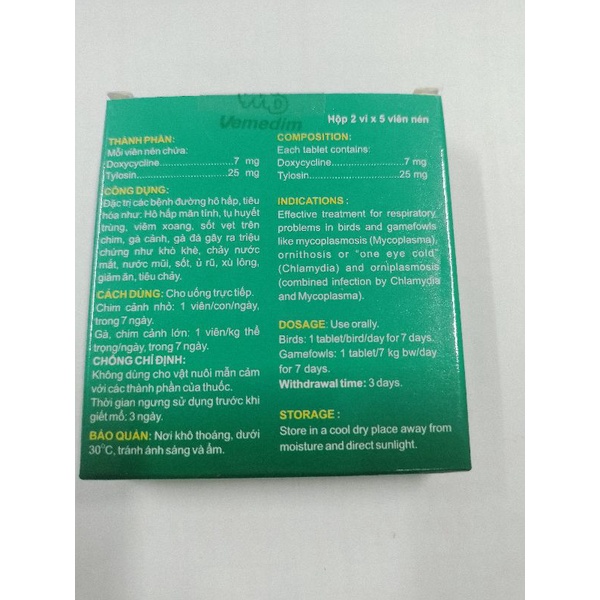 Vemedim
Hộp 2 vỉ x 5 viên nén
THÀNH PHẦN:
Mỗi viên nén chứa:
Doxycycline....................7 mg
Tylosin.........................25 mg
CÔNG DỤNG:
Đặc trị các bệnh đường hô hấp, tiêu
hóa như: Hô hấp mãn tính, tụ huyết
trùng, viêm xoang, sốt vẹt trên
chim, gà cảnh, gà đá gây ra triệu
chứng như khò khè, chảy nước
mắt, nước mũi, sốt, ủ rũ, xù lông,
giảm ăn, tiêu chảy.
CÁCH DÙNG: Cho uống trực tiếp.
Chim cảnh nhỏ: 1 viên/con/ngày,
trong 7 ngày.
Gà, chim cảnh lớn: 1 viên/kg thể
trọng/ngày, trong 7 ngày.
CHỐNG CHỈ ĐỊNH:
Không dùng cho vật nuôi mẫn cảm
với các thành phần của thuốc.
Thời gian ngưng sử dụng trước khi
giết mổ: 3 ngày.
BẢO QUẢN: Nơi khô thoáng, dưới
30°C, tránh ánh sáng và ẩm.
COMPOSITION:
Each tablet contains:
Doxycycline....................7 mg
Tylosin.........................25 mg
INDICATIONS :
Effective treatment for respiratory
problems in birds and gamefowls
like mycoplasmosis (Mycoplasma),
ornithosis or "one eye cold"
(Chlamydia) and orniplasmosis
(combined infection by Chlamydia
and Mycoplasma).
DOSAGE: Use orally.
Birds: 1 tablet/bird/day for 7 days.
Gamefowls: 1 tablet/7 kg bw/day
for 7 days.
Withdrawal time: 3 days.
STORAGE :
Store in a cool dry place away from
moisture and direct sunlight.